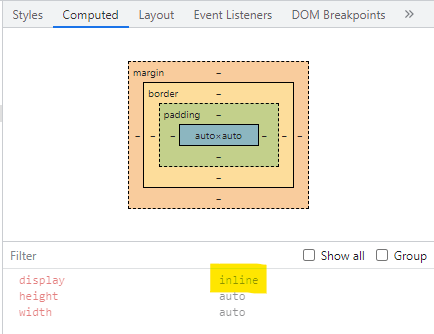 Styles Computed Layout Event Listeners DOM Breakpoints »
margin –
border –
padding –
– – – auto×auto – – –
–
–
–
Filter Show all Group
display inline
height auto
width auto